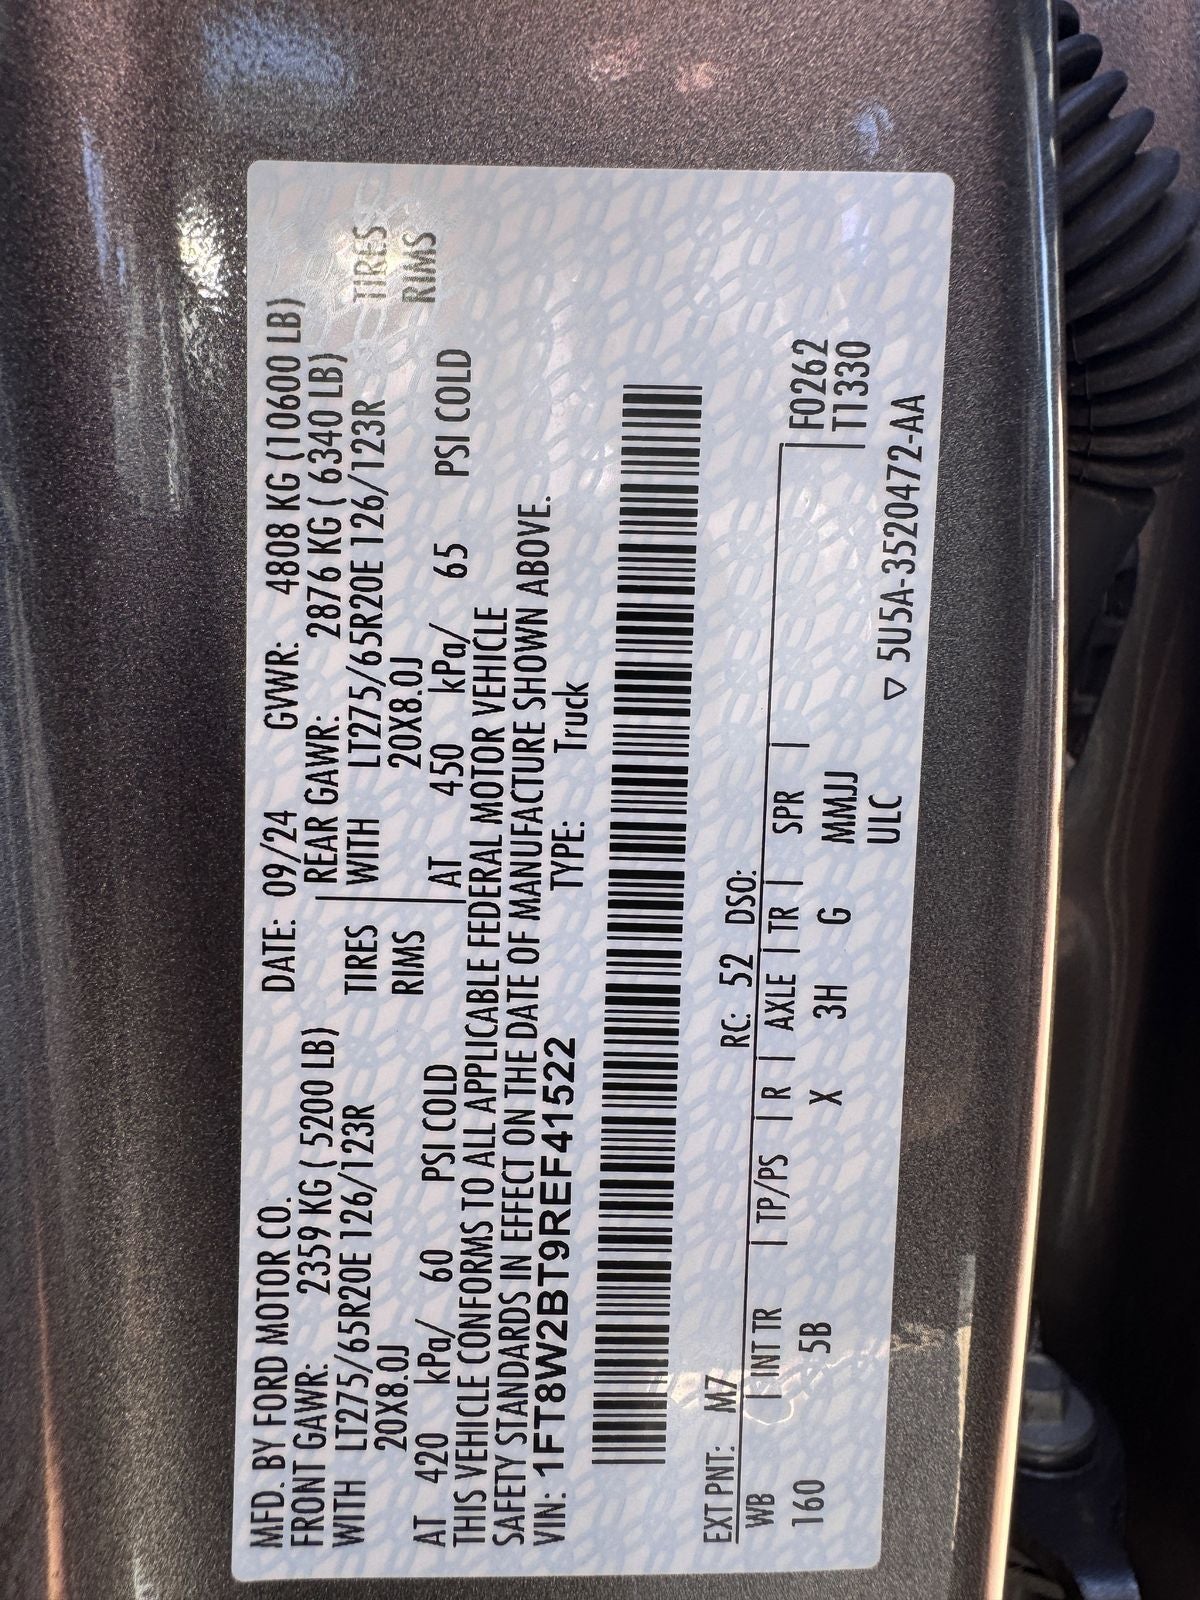 MFD. BY FORD MOTOR CO. DATE: 09/24 GVWR: 4808 KG (10600 LB)
FRONT GAWR: 2359 KG ( 5200 LB) REAR GAWR: 2876 KG ( 6340 LB)
WITH LT275/65R20E 126/123R TIRES WITH LT275/65R20E 126/123R TIRES
20X8.0J RIMS 20X8.0J RIMS
AT 420 kPa/ 60 PSI COLD AT 450 kPa/ 65 PSI COLD
THIS VEHICLE CONFORMS TO ALL APPLICABLE FEDERAL MOTOR VEHICLE
SAFETY STANDARDS IN EFFECT ON THE DATE OF MANUFACTURE SHOWN ABOVE.
VIN: 1FT8W2BT9REF41522 TYPE: Truck
EXT PNT: M7 RC: 52 DSO:
WB INT TR TP/PS R AXLE TR SPR F0262
160 5B X 3H G MMJJ T1330
ULC
▽ 5U5A-3520472-AA